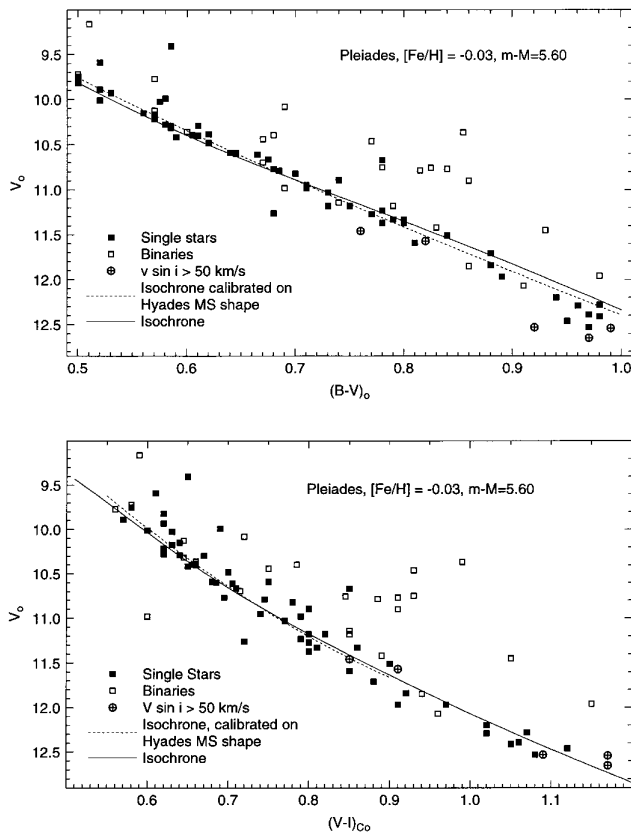 Pleiades, [Fe/H] = -0.03, m-M=5.60
9.5
10.0
10.5
11.0
11.5
12.0
12.5
Vo
Single stars
Binaries
v sin i > 50 km/s
Isochrone calibrated on
Hyades MS shape
Isochrone
0.5 0.6 0.7 0.8 0.9 1.0
(B-V)o
Pleiades, [Fe/H] = -0.03, m-M=5.60
9.5
10.0
10.5
11.0
11.5
12.0
12.5
Vo
Single Stars
Binaries
V sin i > 50 km/s
Isochrone, calibrated on
Hyades MS shape
Isochrone
0.6 0.7 0.8 0.9 1.0 1.1
(V-I)Co